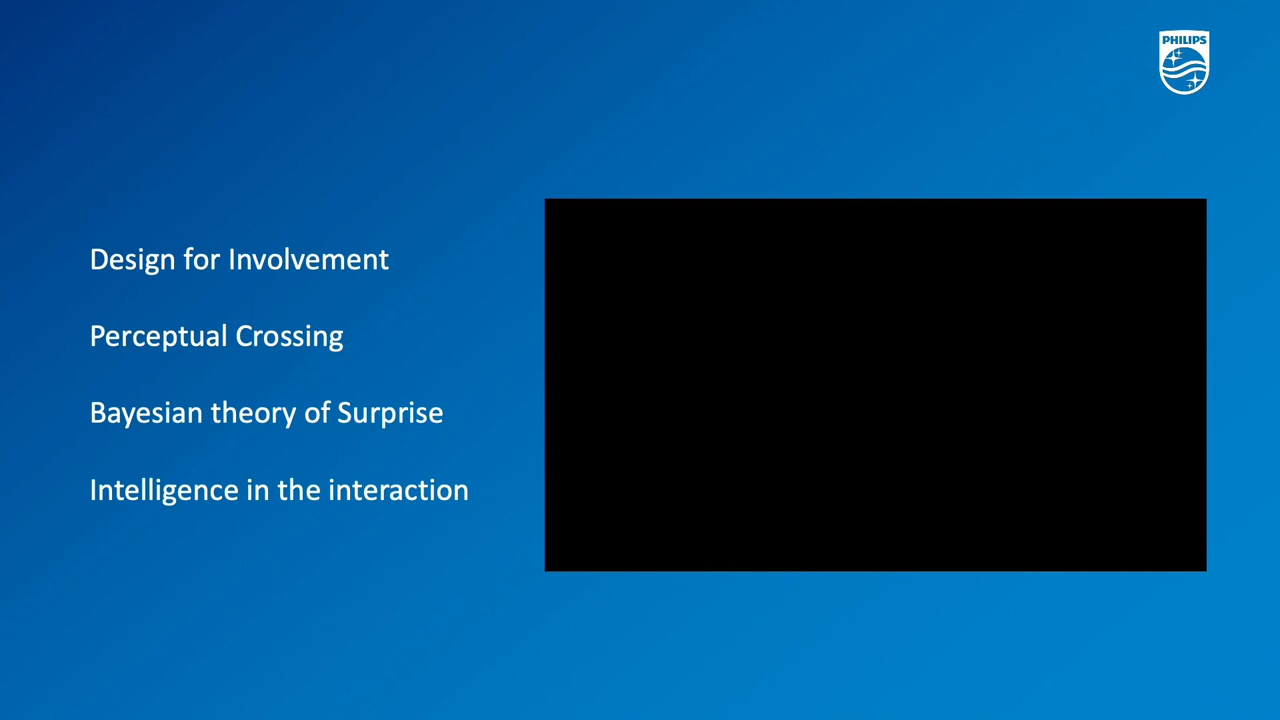 PHILIPS
Design for Involvement
Perceptual Crossing
Bayesian theory of Surprise
Intelligence in the interaction